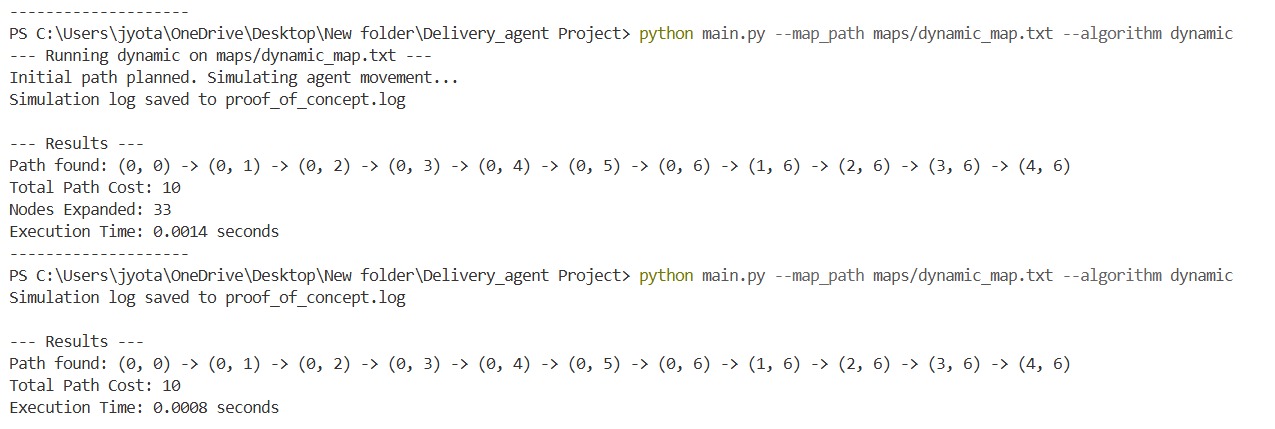 --------------------
PS C:\Users\jyota\OneDrive\Desktop\New folder\Delivery_agent Project> python main.py --map_path maps/dynamic_map.txt --algorithm dynamic
--- Running dynamic on maps/dynamic_map.txt ---
Initial path planned. Simulating agent movement...
Simulation log saved to proof_of_concept.log

--- Results ---
Path found: (0, 0) -> (0, 1) -> (0, 2) -> (0, 3) -> (0, 4) -> (0, 5) -> (0, 6) -> (1, 6) -> (2, 6) -> (3, 6) -> (4, 6)
Total Path Cost: 10
Nodes Expanded: 33
Execution Time: 0.0014 seconds
--------------------
PS C:\Users\jyota\OneDrive\Desktop\New folder\Delivery_agent Project> python main.py --map_path maps/dynamic_map.txt --algorithm dynamic
Simulation log saved to proof_of_concept.log

--- Results ---
Path found: (0, 0) -> (0, 1) -> (0, 2) -> (0, 3) -> (0, 4) -> (0, 5) -> (0, 6) -> (1, 6) -> (2, 6) -> (3, 6) -> (4, 6)
Total Path Cost: 10
Execution Time: 0.0008 seconds